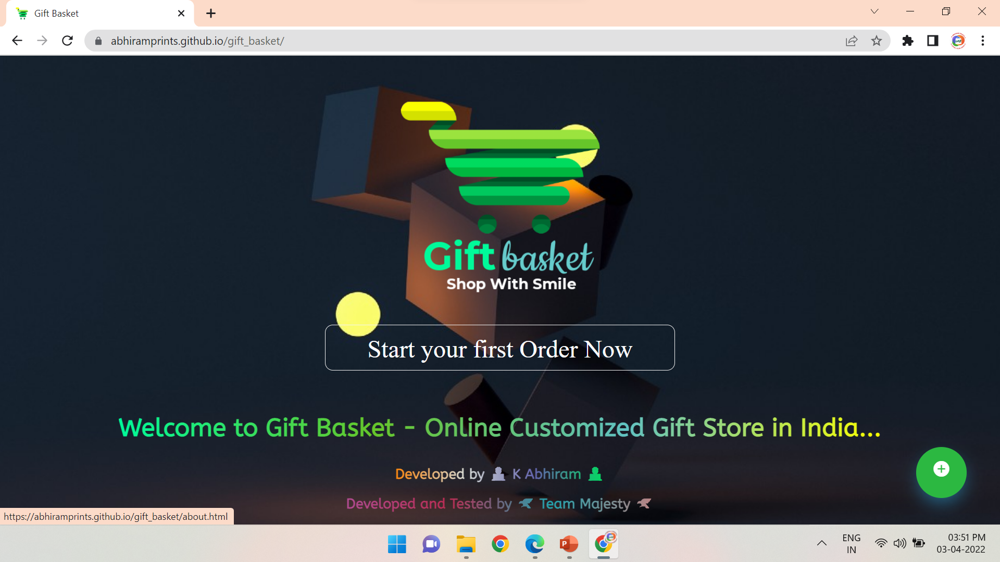 Gift Basket
abhiramprints.github.io/gift_basket/
Gift basket
Shop With Smile
Start your first Order Now
Welcome to Gift Basket - Online Customized Gift Store in India...
Developed by K Abhiram
Developed and Tested by Team Majesty
https://abhiramprints.github.io/gift_basket/about.html
P
ENG
IN
03:51 PM
03-04-2022